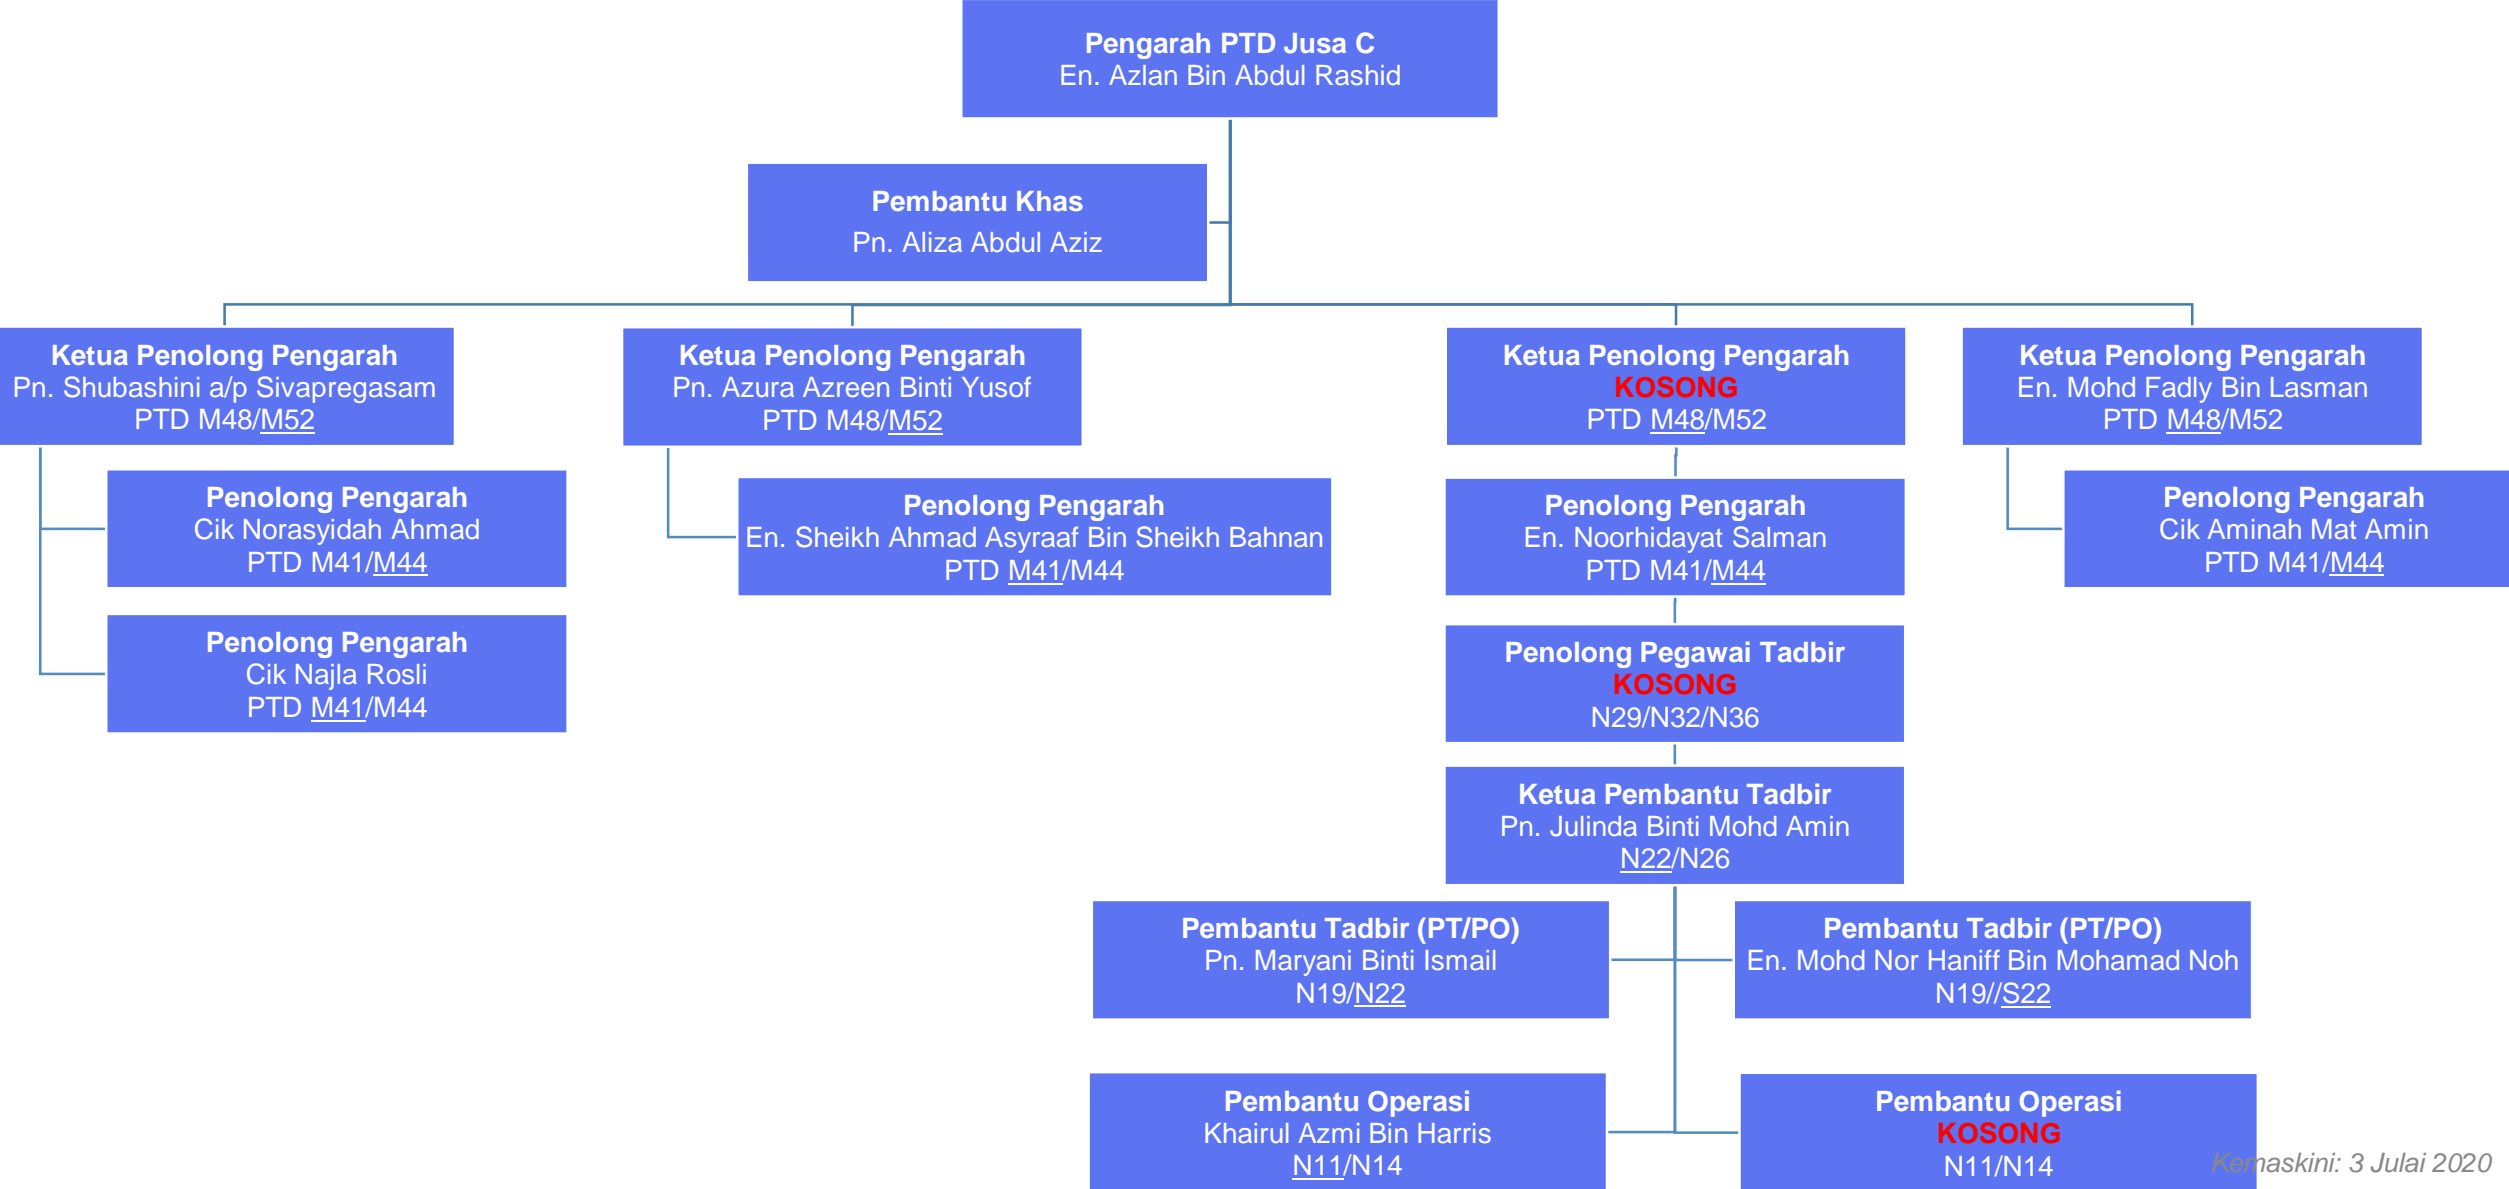 Pengarah PTD Jusa C
En. Azlan Bin Abdul Rashid
Pembantu Khas
Pn. Aliza Abdul Aziz
Ketua Penolong Pengarah
Pn. Shubashini a/p Sivapregasam
PTD M48/M52
Ketua Penolong Pengarah
Pn. Azura Azreen Binti Yusof
PTD M48/M52
Ketua Penolong Pengarah
KOSONG
PTD M48/M52
Ketua Penolong Pengarah
En. Mohd Fadly Bin Lasman
PTD M48/M52
Penolong Pengarah
Cik Norasyidah Ahmad
PTD M41/M44
Penolong Pengarah
En. Sheikh Ahmad Asyraaf Bin Sheikh Bahnan
PTD M41/M44
Penolong Pengarah
En. Noorhidayat Salman
PTD M41/M44
Penolong Pengarah
Cik Aminah Mat Amin
PTD M41/M44
Penolong Pengarah
Cik Najla Rosli
PTD M41/M44
Penolong Pegawai Tadbir
KOSONG
N29/N32/N36
Ketua Pembantu Tadbir
Pn. Julinda Binti Mohd Amin
N22/N26
Pembantu Tadbir (PT/PO)
Pn. Maryani Binti Ismail
N19/N22
Pembantu Tadbir (PT/PO)
En. Mohd Nor Haniff Bin Mohamad Noh
N19//S22
Pembantu Operasi
Khairul Azmi Bin Harris
N11/N14
Pembantu Operasi
KOSONG
N11/N14
Kemaskini: 3 Julai 2020